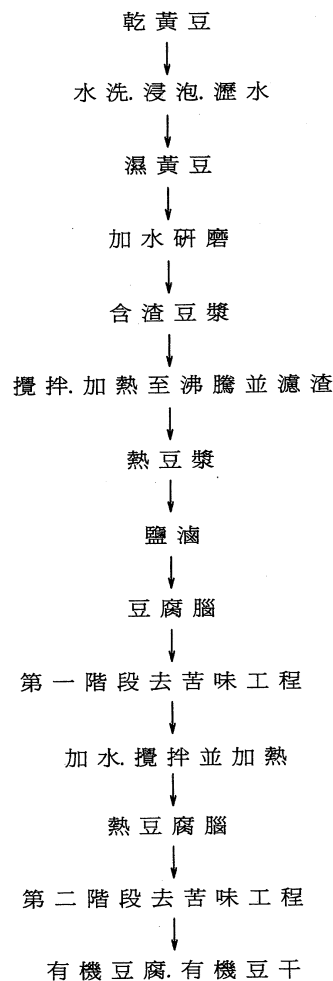 乾黃豆
水洗.浸泡.瀝水
濕黃豆
加水研磨
含渣豆漿
攪拌.加熱至沸騰並濾渣
熱豆漿
鹽滷
豆腐腦
第一階段去苦味工程
加水.攪拌並加熱
熱豆腐腦
第二階段去苦味工程
有機豆腐.有機豆干